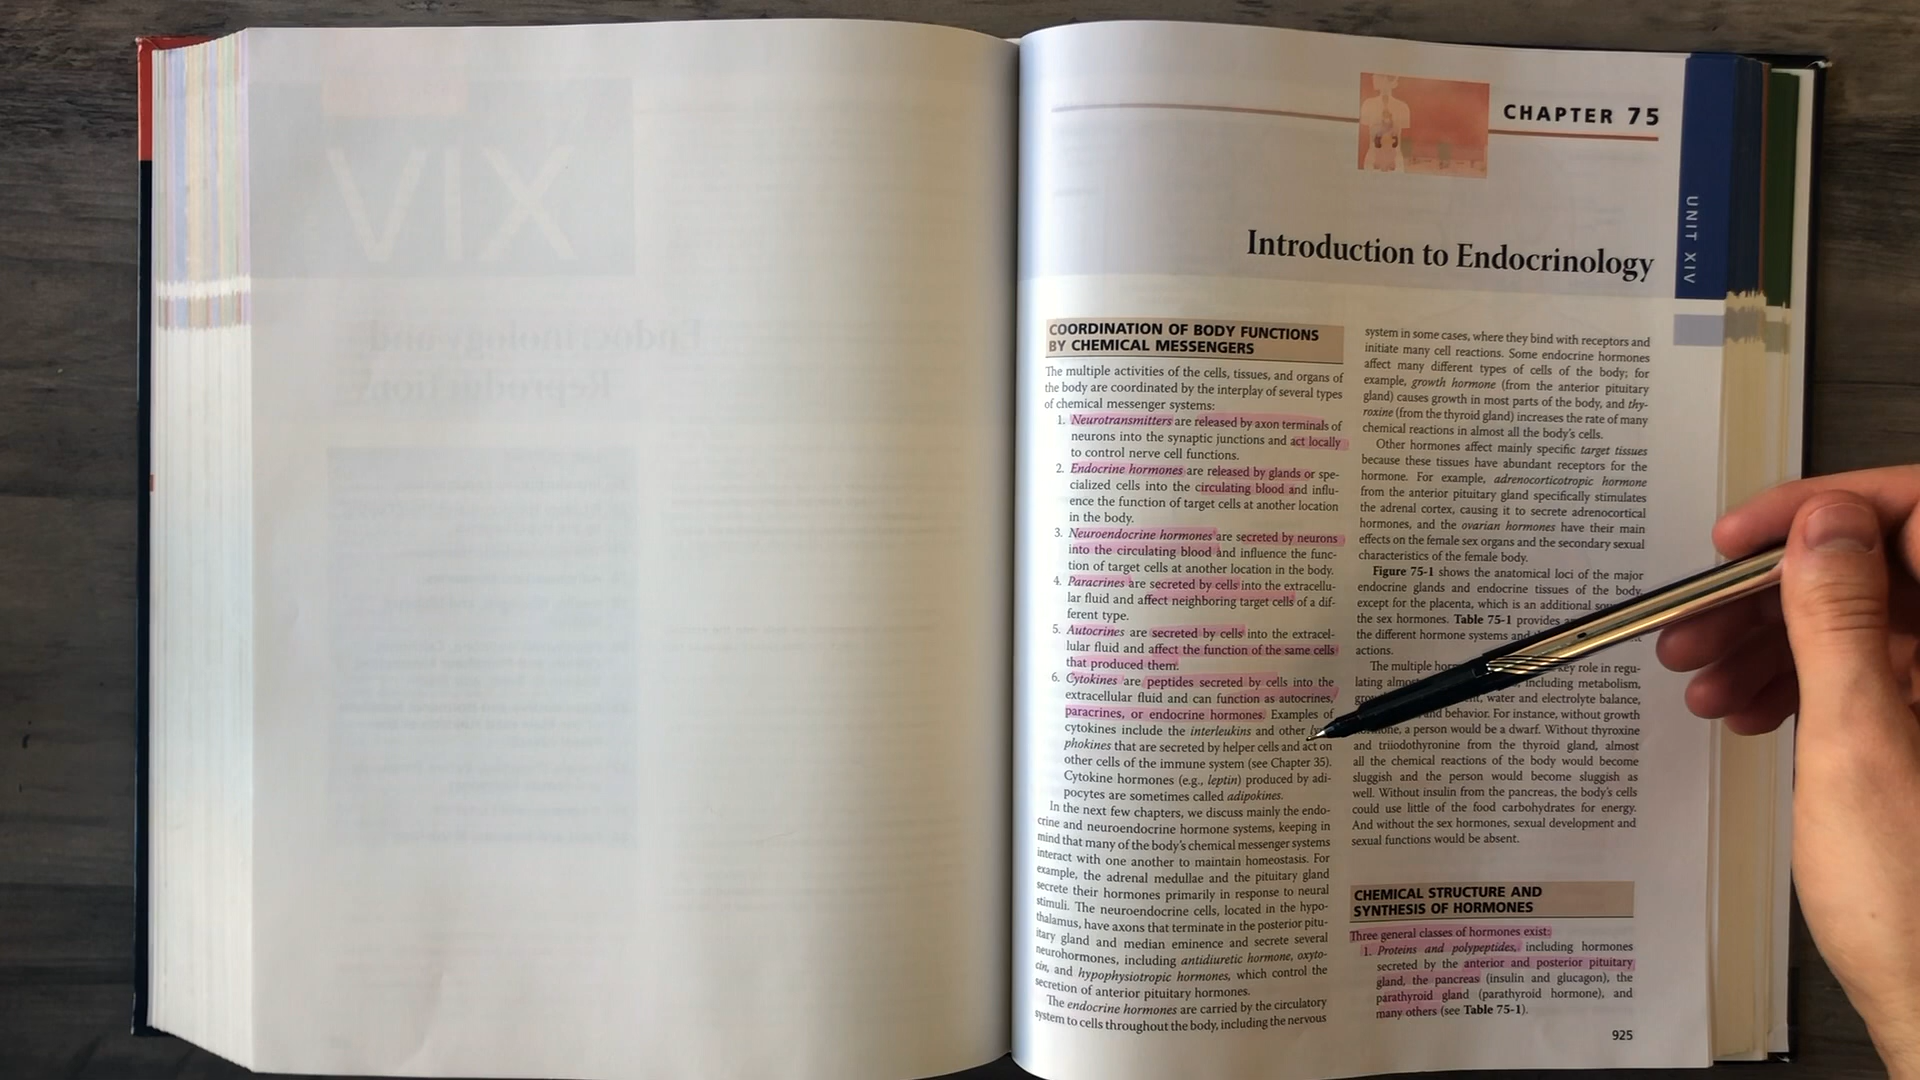 CHAPTER 75
UNIT XIV
Introduction to Endocrinology
COORDINATION OF BODY FUNCTIONS
BY CHEMICAL MESSENGERS
The multiple activities of the cells, tissues, and organs of
the body are coordinated by the interplay of several types
of chemical messenger systems:
1. Neurotransmitters are released by axon terminals of
neurons into the synaptic junctions and act locally
to control nerve cell functions.
2. Endocrine hormones are released by glands or spe-
cialized cells into the circulating blood and influ-
ence the function of target cells at another location
in the body.
3. Neuroendocrine hormones are secreted by neurons
into the circulating blood and influence the func-
tion of target cells at another location in the body.
4. Paracrines are secreted by cells into the extracellu-
lar fluid and affect neighboring target cells of a dif-
ferent type.
5. Autocrines are secreted by cells into the extracel-
lular fluid and affect the function of the same cells
that produced them.
6. Cytokines are peptides secreted by cells into the
extracellular fluid and can function as autocrines,
paracrines, or endocrine hormones. Examples of
cytokines include the interleukins and other
phokines that are secreted by helper cells and act on
other cells of the immune system (see Chapter 35).
Cytokine hormones (e.g., leptin) produced by adi-
pocytes are sometimes called adipokines.
In the next few chapters, we discuss mainly the endo-
crine and neuroendocrine hormone systems, keeping in
mind that many of the body's chemical messenger systems
interact with one another to maintain homeostasis. For
example, the adrenal medullae and the pituitary gland
secrete their hormones primarily in response to neural
stimuli. The neuroendocrine cells, located in the hypo-
thalamus, have axons that terminate in the posterior pitu-
itary gland and median eminence and secrete several
neurohormones, including antidiuretic hormone, oxyto-
cin, and hypophysiotropic hormones, which control the
secretion of anterior pituitary hormones.
The endocrine hormones are carried by the circulatory
system to cells throughout the body, including the nervous
system in some cases, where they bind with receptors and
initiate many cell reactions. Some endocrine hormones
affect many different types of cells of the body; for
example, growth hormone (from the anterior pituitary
gland) causes growth in most parts of the body, and thy-
roxine (from the thyroid gland) increases the rate of many
chemical reactions in almost all the body's cells.
Other hormones affect mainly specific target tissues
because these tissues have abundant receptors for the
hormone. For example, adrenocorticotropic hormone
from the anterior pituitary gland specifically stimulates
the adrenal cortex, causing it to secrete adrenocortical
hormones, and the ovarian hormones have their main
effects on the female sex organs and the secondary sexual
characteristics of the female body.
Figure 75-1 shows the anatomical loci of the major
endocrine glands and endocrine tissues of the body,
except for the placenta, which is an additional
the sex hormones. Table 75-1 provides
the different hormone systems and
actions.
The multiple key role in regu-
lating including metabolism,
water and electrolyte balance,
and behavior. For instance, without growth
a person would be a dwarf. Without thyroxine
and triiodothyronine from the thyroid gland, almost
all the chemical reactions of the body would become
sluggish and the person would become sluggish as
well. Without insulin from the pancreas, the body's cells
could use little of the food carbohydrates for energy.
And without the sex hormones, sexual development and
sexual functions would be absent.
CHEMICAL STRUCTURE AND
SYNTHESIS OF HORMONES
Three general classes of hormones exist:
1. Proteins and polypeptides, including hormones
secreted by the anterior and posterior pituitary
gland, the pancreas (insulin and glucagon), the
parathyroid gland (parathyroid hormone), and
many others (see Table 75-1).
925